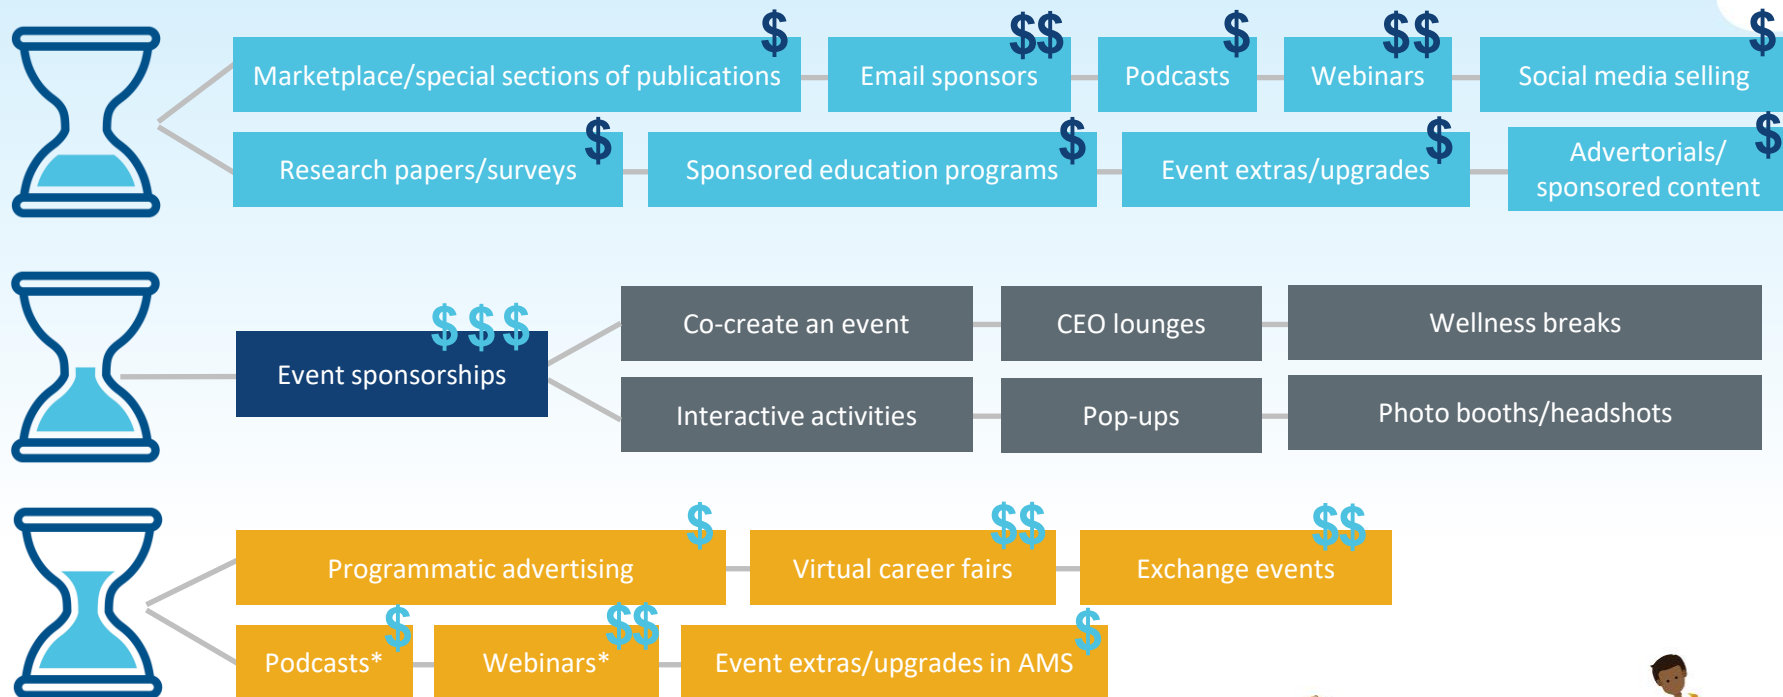 $ $$ $ $$ $
Marketplace/special sections of publications Email sponsors Podcasts Webinars Social media selling
$ $ $ $
Research papers/surveys Sponsored education programs Event extras/upgrades Advertorials/
sponsored content
$ $ $
Event sponsorships
Co-create an event CEO lounges Wellness breaks
Interactive activities Pop-ups Photo booths/headshots
$ $$ $$
Programmatic advertising Virtual career fairs Exchange events
$ $$ $
Podcasts* Webinars* Event extras/upgrades in AMS